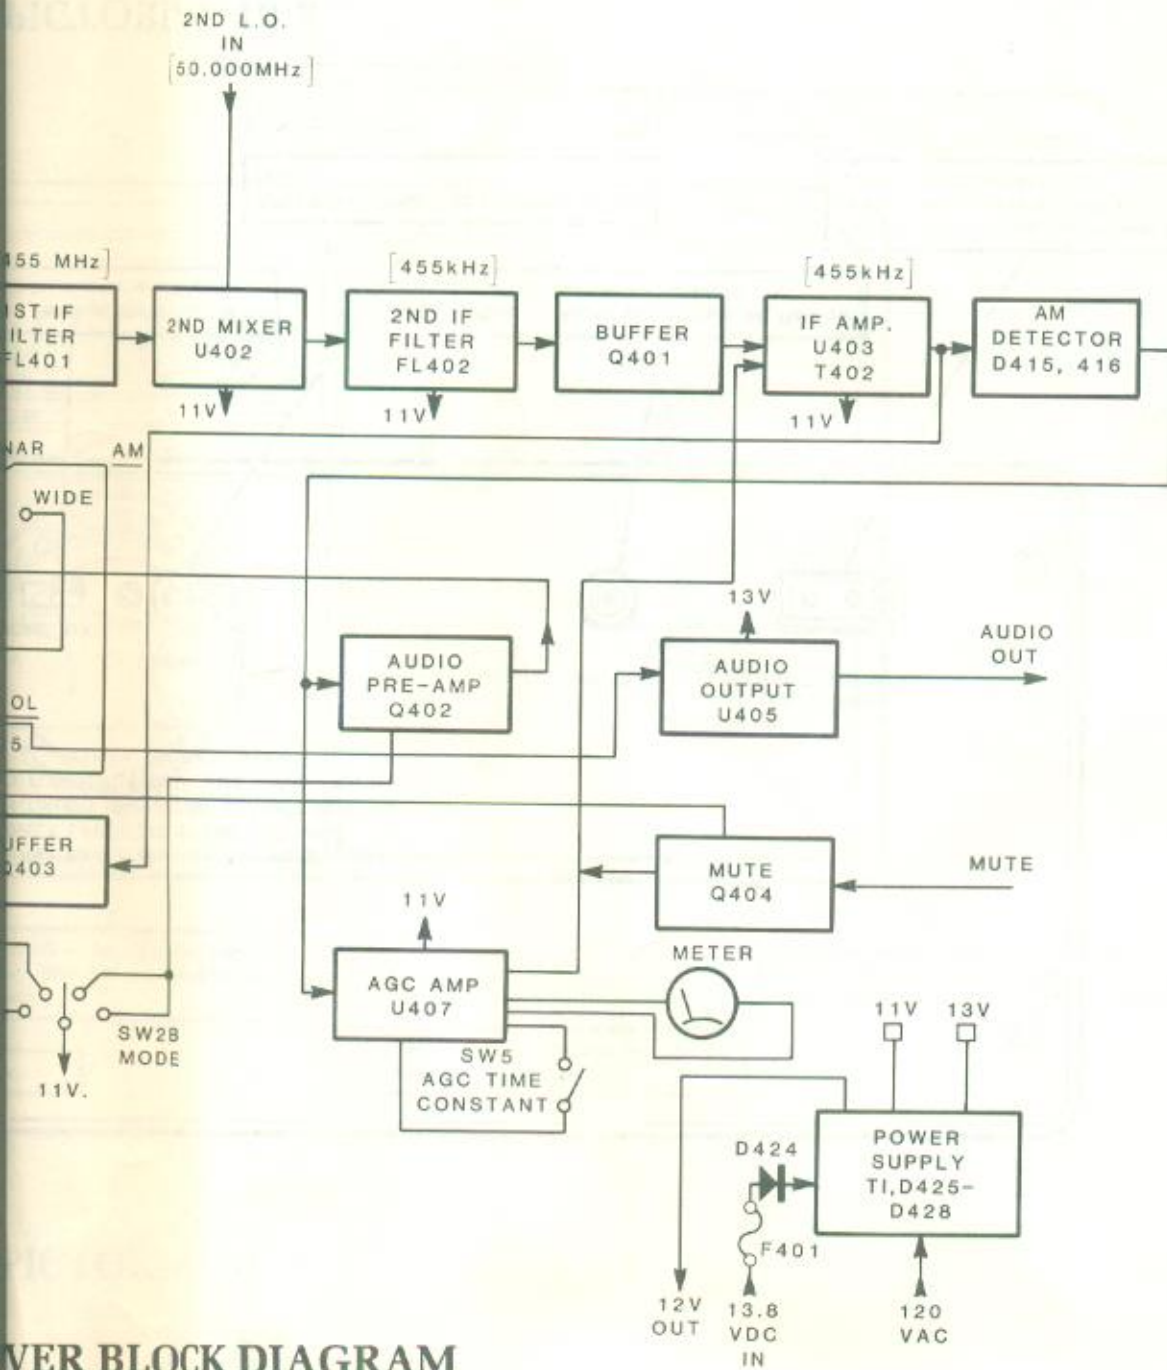 2ND L.O.
IN
[50.000MHz]
455 MHz]
[455kHz]
[455kHz]
1ST IF
FILTER
FL401
2ND MIXER
U402
2ND IF
FILTER
FL402
BUFFER
Q401
IF AMP.
U403
T402
AM
DETECTOR
D415, 416
11V
11V
11V
NAR
AM
WIDE
13V
AUDIO
PRE-AMP
Q402
AUDIO
OUTPUT
U405
AUDIO
OUT
OL
5
UFFER
Q403
MUTE
Q404
MUTE
11V
AGC AMP
U407
METER
SW2B
MODE
11V.
SW5
AGC TIME
CONSTANT
11V
13V
POWER
SUPPLY
TI,D425-
D428
D424
F401
12V
OUT
13.8
VDC
IN
120
VAC
VER BLOCK DIAGRAM